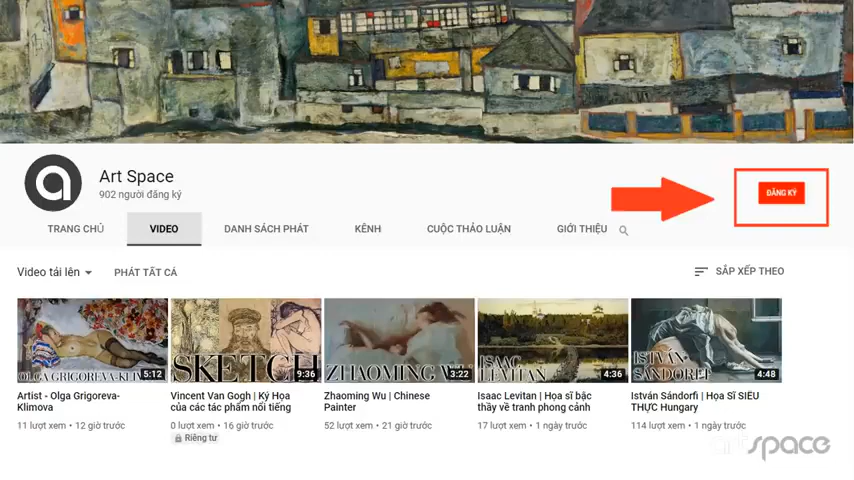 Art Space
902 người đăng ký
ĐĂNG KÝ
TRANG CHỦ VIDEO DANH SÁCH PHÁT KÊNH CUỘC THẢO LUẬN GIỚI THIỆU
Video tải lên PHÁT TẤT CẢ SẮP XẾP THEO
OLGA GRIGOREVA-KLIM
5:12
SKETCH
9:36
ZHAOMING WU
3:22
ISAAC
LEVITAN
4:36
ISTVÁN
SÁNDORFI
4:48
Artist - Olga Grigoreva-
Klimova
11 lượt xem • 12 giờ trước
Vincent Van Gogh | Ký Họa
của các tác phẩm nổi tiếng
0 lượt xem • 16 giờ trước
Riêng tư
Zhaoming Wu | Chinese
Painter
52 lượt xem • 21 giờ trước
Isaac Levitan | Họa sĩ bậc
thầy về tranh phong cảnh
17 lượt xem • 1 ngày trước
István Sándorfi | Họa Sĩ SIÊU
THỰC Hungary
114 lượt xem • 1 ngày trước
artspace